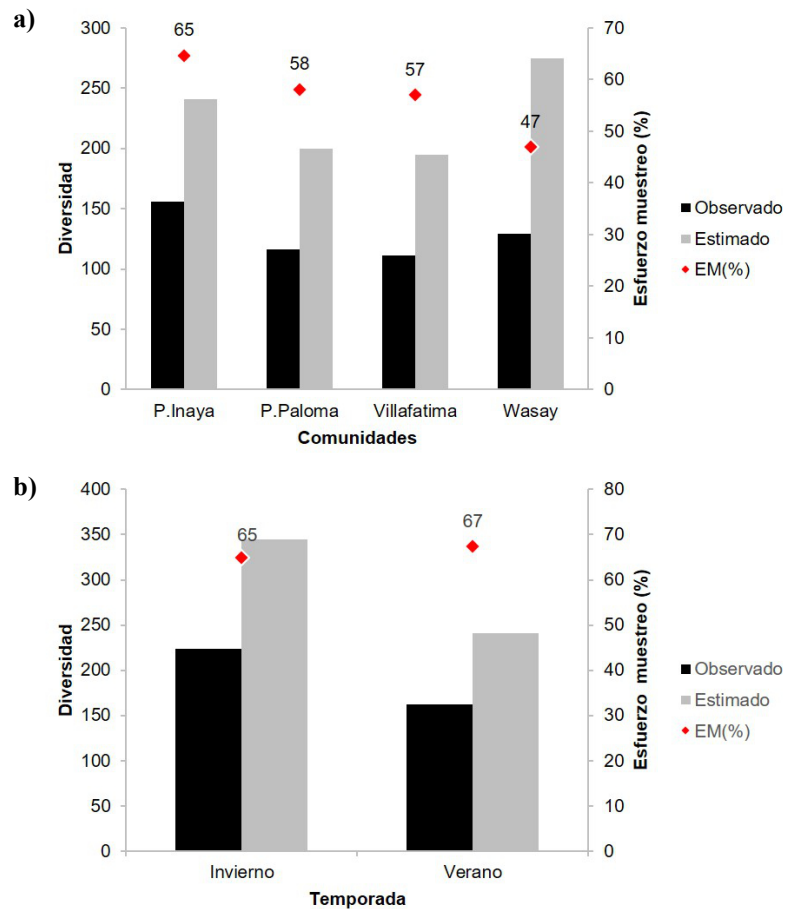 a)
300
250
200
150
100
50
0
Diversidad
65
58
57
47
70
60
50
40
30
20
10
0
Esfuerzo muestreo (%)
Observado
Estimado
EM(%)
P.Inaya P.Paloma Villafatima Wasay
Comunidades
b)
400
350
300
250
200
150
100
50
0
Diversidad
65
67
80
70
60
50
40
30
20
10
0
Esfuerzo muestreo (%)
Observado
Estimado
EM(%)
Invierno Verano
Temporada